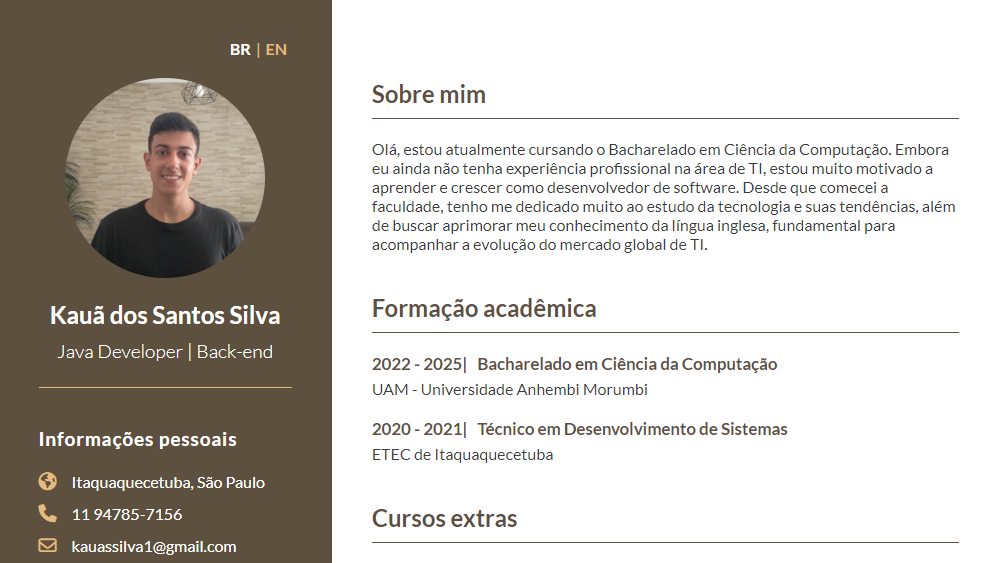 BR | EN
Kauã dos Santos Silva
Java Developer | Back-end
Informações pessoais
Itaquaquecetuba, São Paulo
11 94785-7156
kauassilva1@gmail.com
Sobre mim
Olá, estou atualmente cursando o Bacharelado em Ciência da Computação. Embora
eu ainda não tenha experiência profissional na área de TI, estou muito motivado a
aprender e crescer como desenvolvedor de software. Desde que comecei a
faculdade, tenho me dedicado muito ao estudo da tecnologia e suas tendências, além
de buscar aprimorar meu conhecimento da língua inglesa, fundamental para
acompanhar a evolução do mercado global de TI.
Formação acadêmica
2022 - 2025| Bacharelado em Ciência da Computação
UAM - Universidade Anhembi Morumbi
2020 - 2021| Técnico em Desenvolvimento de Sistemas
ETEC de Itaquaquecetuba
Cursos extras